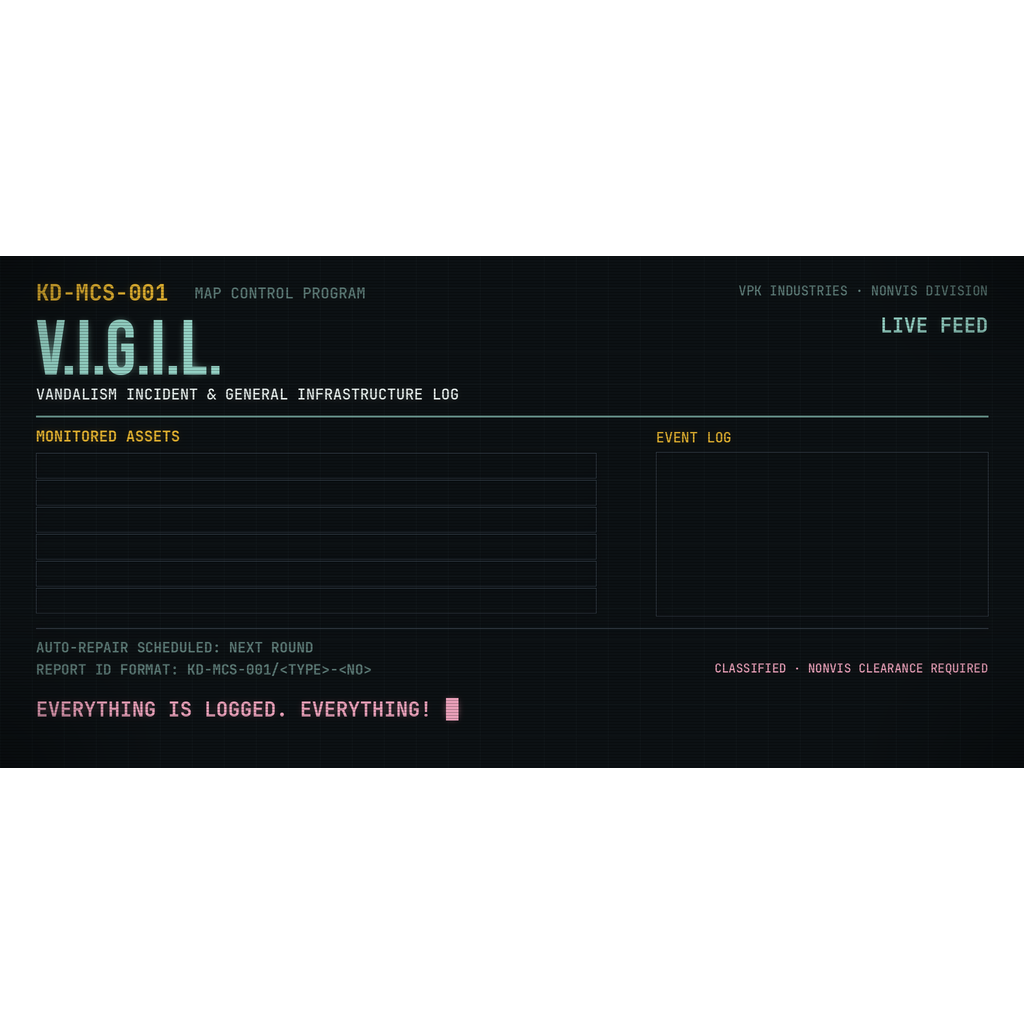 KD-MCS-001 MAP CONTROL PROGRAM
VPK INDUSTRIES · NONVIS DIVISION
V.I.G.I.L.
LIVE FEED
VANDALISM INCIDENT & GENERAL INFRASTRUCTURE LOG
MONITORED ASSETS
EVENT LOG
AUTO-REPAIR SCHEDULED: NEXT ROUND
REPORT ID FORMAT: KD-MCS-001/<TYPE>-<NO>
CLASSIFIED · NONVIS CLEARANCE REQUIRED
EVERYTHING IS LOGGED. EVERYTHING!